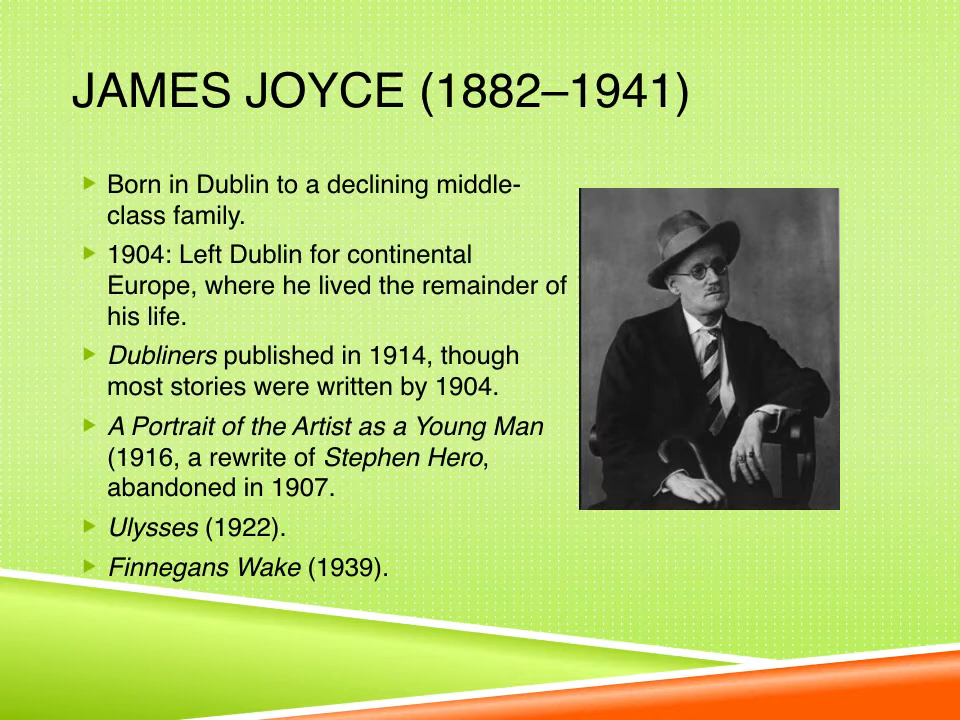 JAMES JOYCE (1882–1941)
Born in Dublin to a declining middle-
class family.
1904: Left Dublin for continental
Europe, where he lived the remainder of
his life.
Dubliners published in 1914, though
most stories were written by 1904.
A Portrait of the Artist as a Young Man
(1916, a rewrite of Stephen Hero,
abandoned in 1907.
Ulysses (1922).
Finnegans Wake (1939).